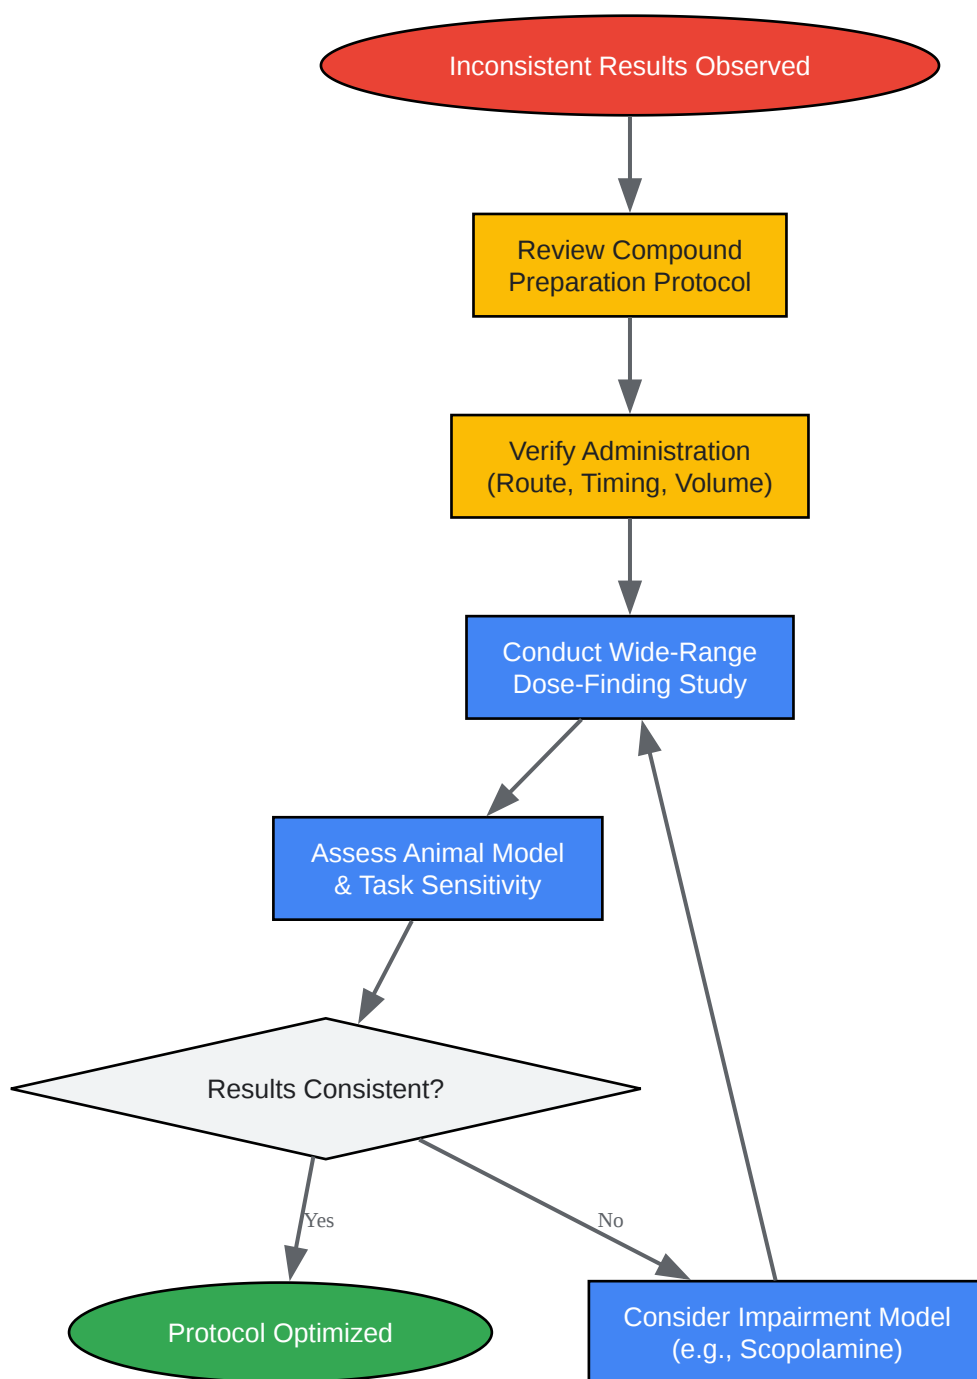 Inconsistent Results Observed
Review Compound
Preparation Protocol
Verify Administration
(Route, Timing, Volume)
Conduct Wide-Range
Dose-Finding Study
Assess Animal Model
& Task Sensitivity
Results Consistent?
Yes
No
Protocol Optimized
Consider Impairment Model
(e.g., Scopolamine)